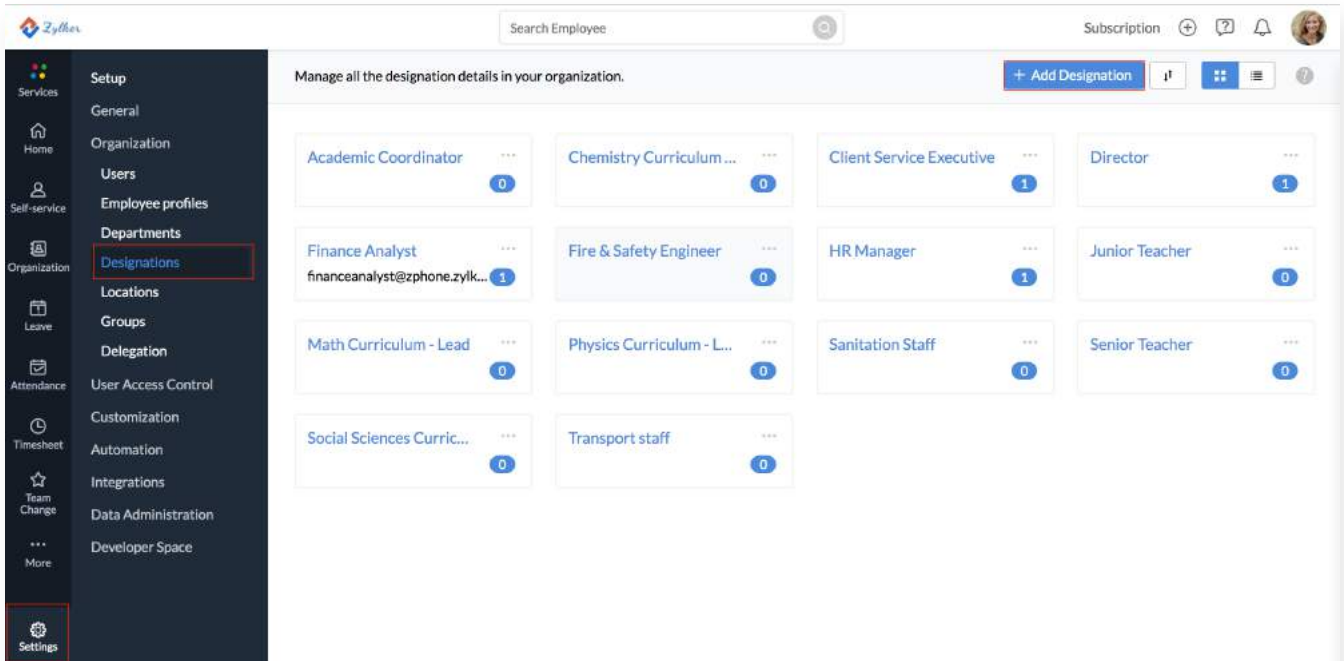 Zylker
Search Employee
Subscription
Services
Home
Self-service
Organization
Leave
Attendance
Timesheet
Team
Change
More
Settings
Setup
General
Organization
Users
Employee profiles
Departments
Designations
Locations
Groups
Delegation
User Access Control
Customization
Automation
Integrations
Data Administration
Developer Space
Manage all the designation details in your organization.
+ Add Designation
Academic Coordinator
0
Chemistry Curriculum ...
0
Client Service Executive
1
Director
1
Finance Analyst
financeanalyst@zphone.zylk... 1
Fire & Safety Engineer
0
HR Manager
1
Junior Teacher
0
Math Curriculum - Lead
0
Physics Curriculum - L...
0
Sanitation Staff
0
Senior Teacher
0
Social Sciences Curric...
0
Transport staff
0